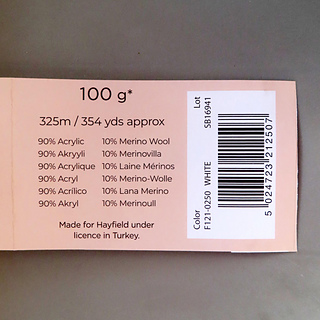 100 g*
325m / 354 yds approx
90% Acrylic 10% Merino Wool
90% Akryyli 10% Merinovilla
90% Acrylique 10% Laine Mérinos
90% Acryl 10% Merino-Wolle
90% Acrílico 10% Lana Merino
90% Akryl 10% Merinoull
Made for Hayfield under
licence in Turkey.
Color
F121-0250 WHITE
Lot
SB16941
5 024723 212507